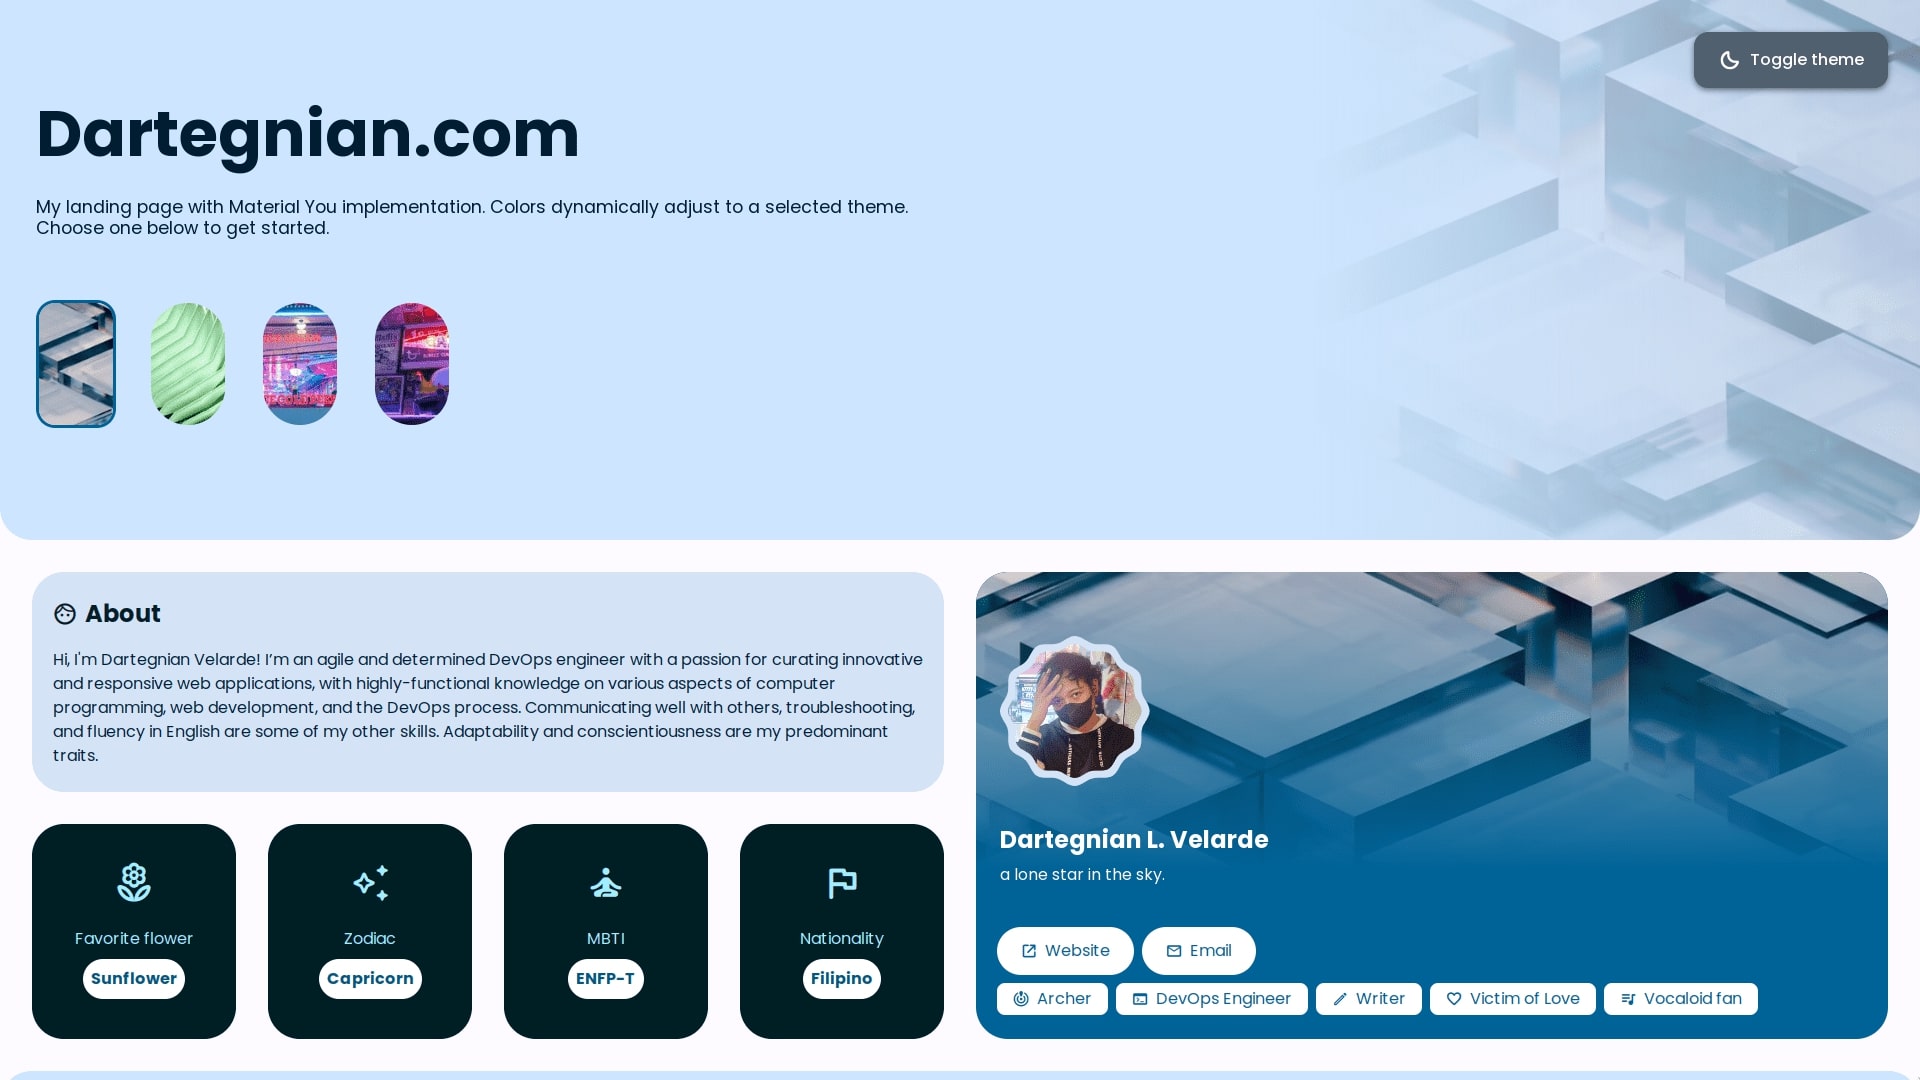 Toggle theme
Dartegnian.com
My landing page with Material You implementation. Colors dynamically adjust to a selected theme.
Choose one below to get started.
About
Hi, I'm Dartegnian Velarde! I’m an agile and determined DevOps engineer with a passion for curating innovative
and responsive web applications, with highly-functional knowledge on various aspects of computer
programming, web development, and the DevOps process. Communicating well with others, troubleshooting,
and fluency in English are some of my other skills. Adaptability and conscientiousness are my predominant
traits.
Favorite flower
Sunflower
Zodiac
Capricorn
MBTI
ENFP-T
Nationality
Filipino
Dartegnian L. Velarde
a lone star in the sky.
Website
Email
Archer
DevOps Engineer
Writer
Victim of Love
Vocaloid fan